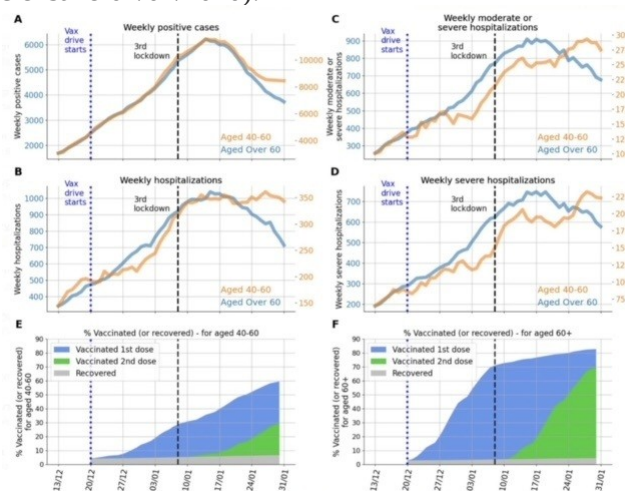 A
Weekly positive cases
Vax
drive
starts
3rd
lockdown
Weekly positive cases
6000
5000
4000
3000
2000
10000
8000
6000
4000
Aged 40-60
Aged Over 60
C
Weekly moderate or
severe hospitalizations
Vax
drive
starts
3rd
lockdown
Weekly moderate or
severe hospitalizations
900
800
700
600
500
400
300
Aged 40-60
Aged Over 60
B
Weekly hospitalizations
Vax
drive
starts
3rd
lockdown
Weekly hospitalizations
1000
900
800
700
600
500
400
350
300
250
200
150
Aged 40-60
Aged Over 60
D
Weekly severe hospitalizations
Vax
drive
starts
3rd
lockdown
Weekly severe hospitalizations
700
600
500
400
300
200
Aged 40-60
Aged Over 60
E
% Vaccinated (or recovered) - for aged 40-60
Vaccinated 1st dose
Vaccinated 2nd dose
Recovered
% Vaccinated (or recovered)
for aged 40-60
90
80
70
60
50
40
30
20
10
0
13/12
20/12
27/12
03/01
10/01
17/01
24/01
31/01
F
% Vaccinated (or recovered) - for aged 60+
Vaccinated 1st dose
Vaccinated 2nd dose
Recovered
% Vaccinated (or recovered)
for aged 60+
90
80
70
60
50
40
30
20
10
0
13/12
20/12
27/12
03/01
10/01
17/01
24/01
31/01